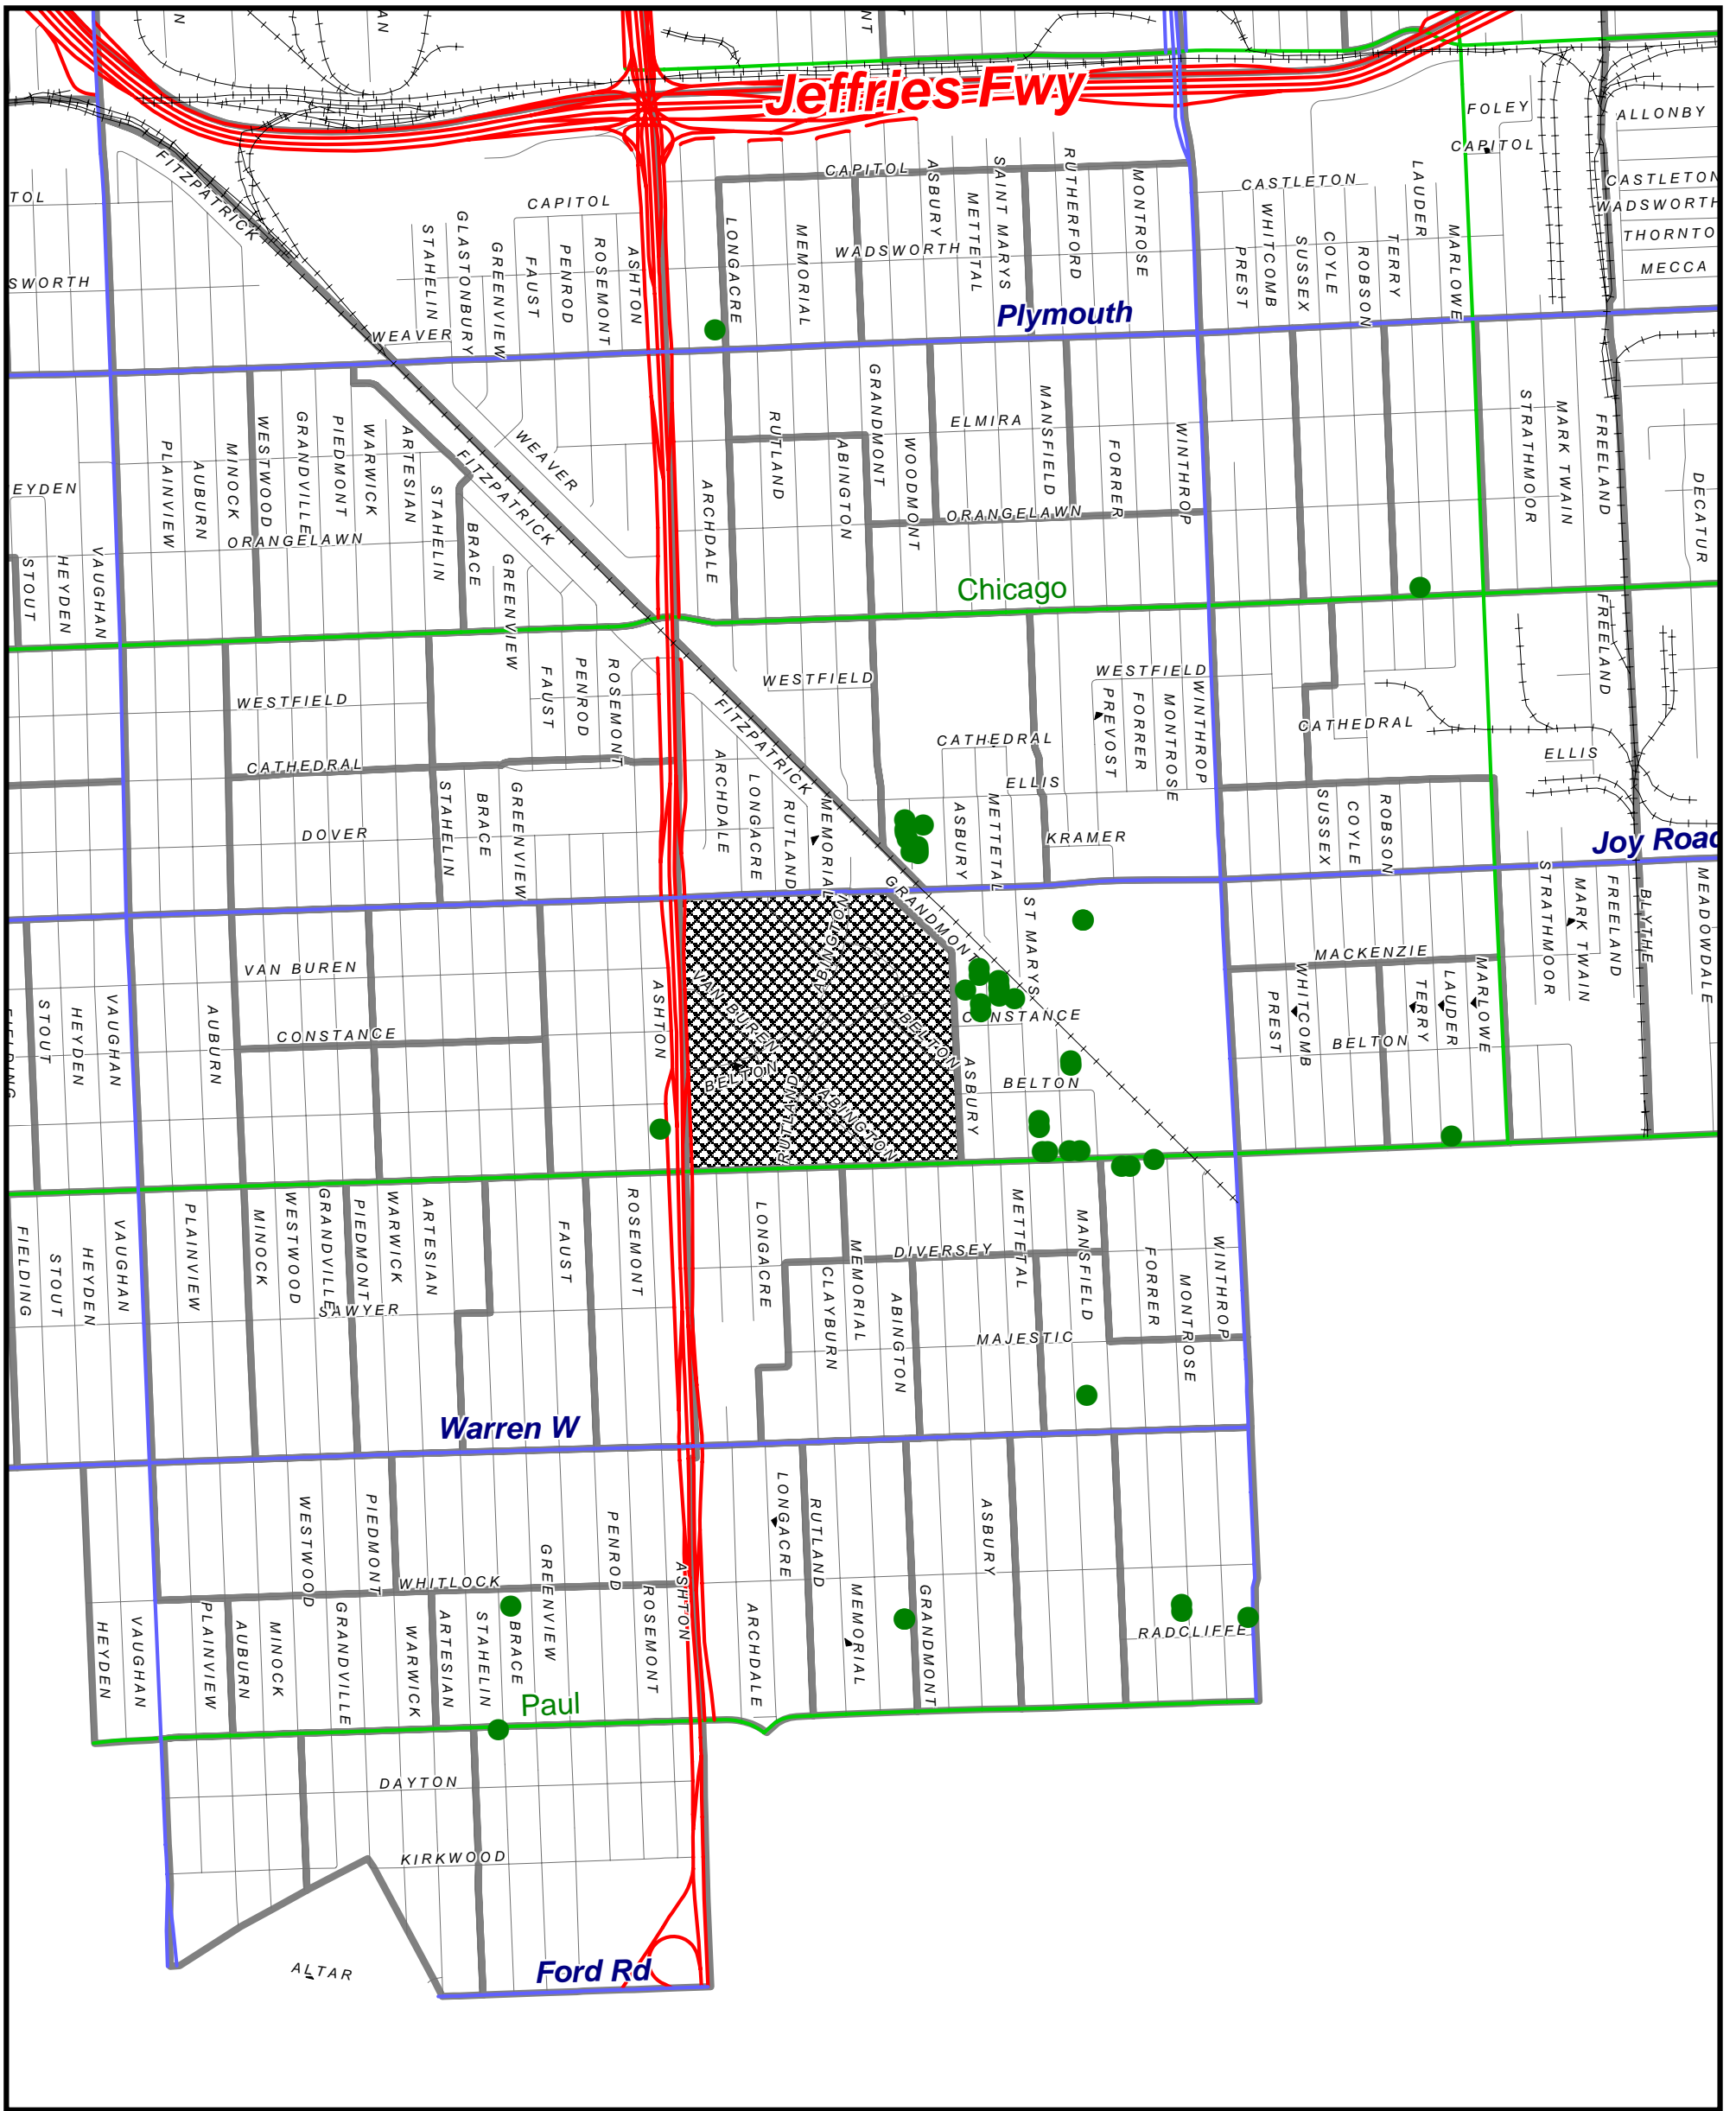 Jeffries Fwy
FOLEY
ALLONBY
CAPITOL
CAPITOL
FITZPATRICK
CASTLETON
CASTLETON
LAUDER
TOL
CAPITOL
WADSWORTH
ASBURY
METTETAL
SAINT MARYS
RUTHERFORD
MONTROSE
STAHELIN
GLASTONBURY
GREENVIEW
FAUST
PENROD
ROSEMONT
ASHTON
LONGACRE
MEMORIAL
WADSWORTH
PREST
WHITCOMB
SUSSEX
COYLE
ROBSON
TERRY
MARLOWE
THORNTO
MECCA
SWORTH
Plymouth
WEAVER
WEAVER
FITZPATRICK
PLAINVIEW
AUBURN
MINOCK
WESTWOOD
GRANDVILLE
PIEDMONT
WARWICK
ARTESIAN
STAHELIN
BRACE
GREENVIEW
ARCHDALE
RUTLAND
ABINGTON
GRANDMONT
WOODMONT
ELMIRA
MANSFIELD
FORRER
WINTHROP
STRATHMOOR
MARK TWAIN
FREELAND
DECATUR
EYDEN
ORANGELAWN
ORANGELAWN
STOUT
HEYDEN
VAUGHAN
Chicago
FREELAND
WESTFIELD
FAUST
PENROD
ROSEMONT
WESTFIELD
WESTFIELD
FITZPATRICK
PREVOST
FORRER
MONTROSE
WINTHROP
CATHEDRAL
CATHEDRAL
CATHEDRAL
ELLIS
ELLIS
STAHELIN
BRACE
GREENVIEW
ARCHDALE
LONGACRE
RUTLAND
MEMORIAL
ASBURY
METTETAL
KRAMER
SUSSEX
COYLE
ROBSON
DOVER
Joy Road
GRANDMONT
ST MARYS
STRATHMOOR
MARK TWAIN
FREELAND
BLYTHE
MEADOWDALE
MACKENZIE
VAN BUREN
ABINGTON
VAN BUREN
BELTON
CONSTANCE
CONSTANCE
FIELDING
STOUT
HEYDEN
VAUGHAN
AUBURN
ASHTON
BELTON
RUTLAND
ABINGTON
ASBURY
BELTON
PREST
WHITCOMB
BELTON
TERRY
LAUDER
MARLOWE
FIELDING
STOUT
HEYDEN
VAUGHAN
PLAINVIEW
MINOCK
WESTWOOD
GRANDVILLE
PIEDMONT
WARWICK
ARTESIAN
FAUST
ROSEMONT
LONGACRE
CLAYBURN
MEMORIAL
ABINGTON
DIVERSEY
METTETAL
MANSFIELD
FORRER
MONTROSE
WINTHROP
SAWYER
MAJESTIC
Warren W
WESTWOOD
PIEDMONT
WHITLOCK
GREENVIEW
PENROD
ASHTON
LONGACRE
RUTLAND
ASBURY
HEYDEN
VAUGHAN
PLAINVIEW
AUBURN
MINOCK
GRANDVILLE
WARWICK
ARTESIAN
STAHELIN
BRACE
ROSEMONT
ARCHDALE
MEMORIAL
GRANDMONT
RADCLIFFE
Paul
DAYTON
KIRKWOOD
ALTAR
Ford Rd